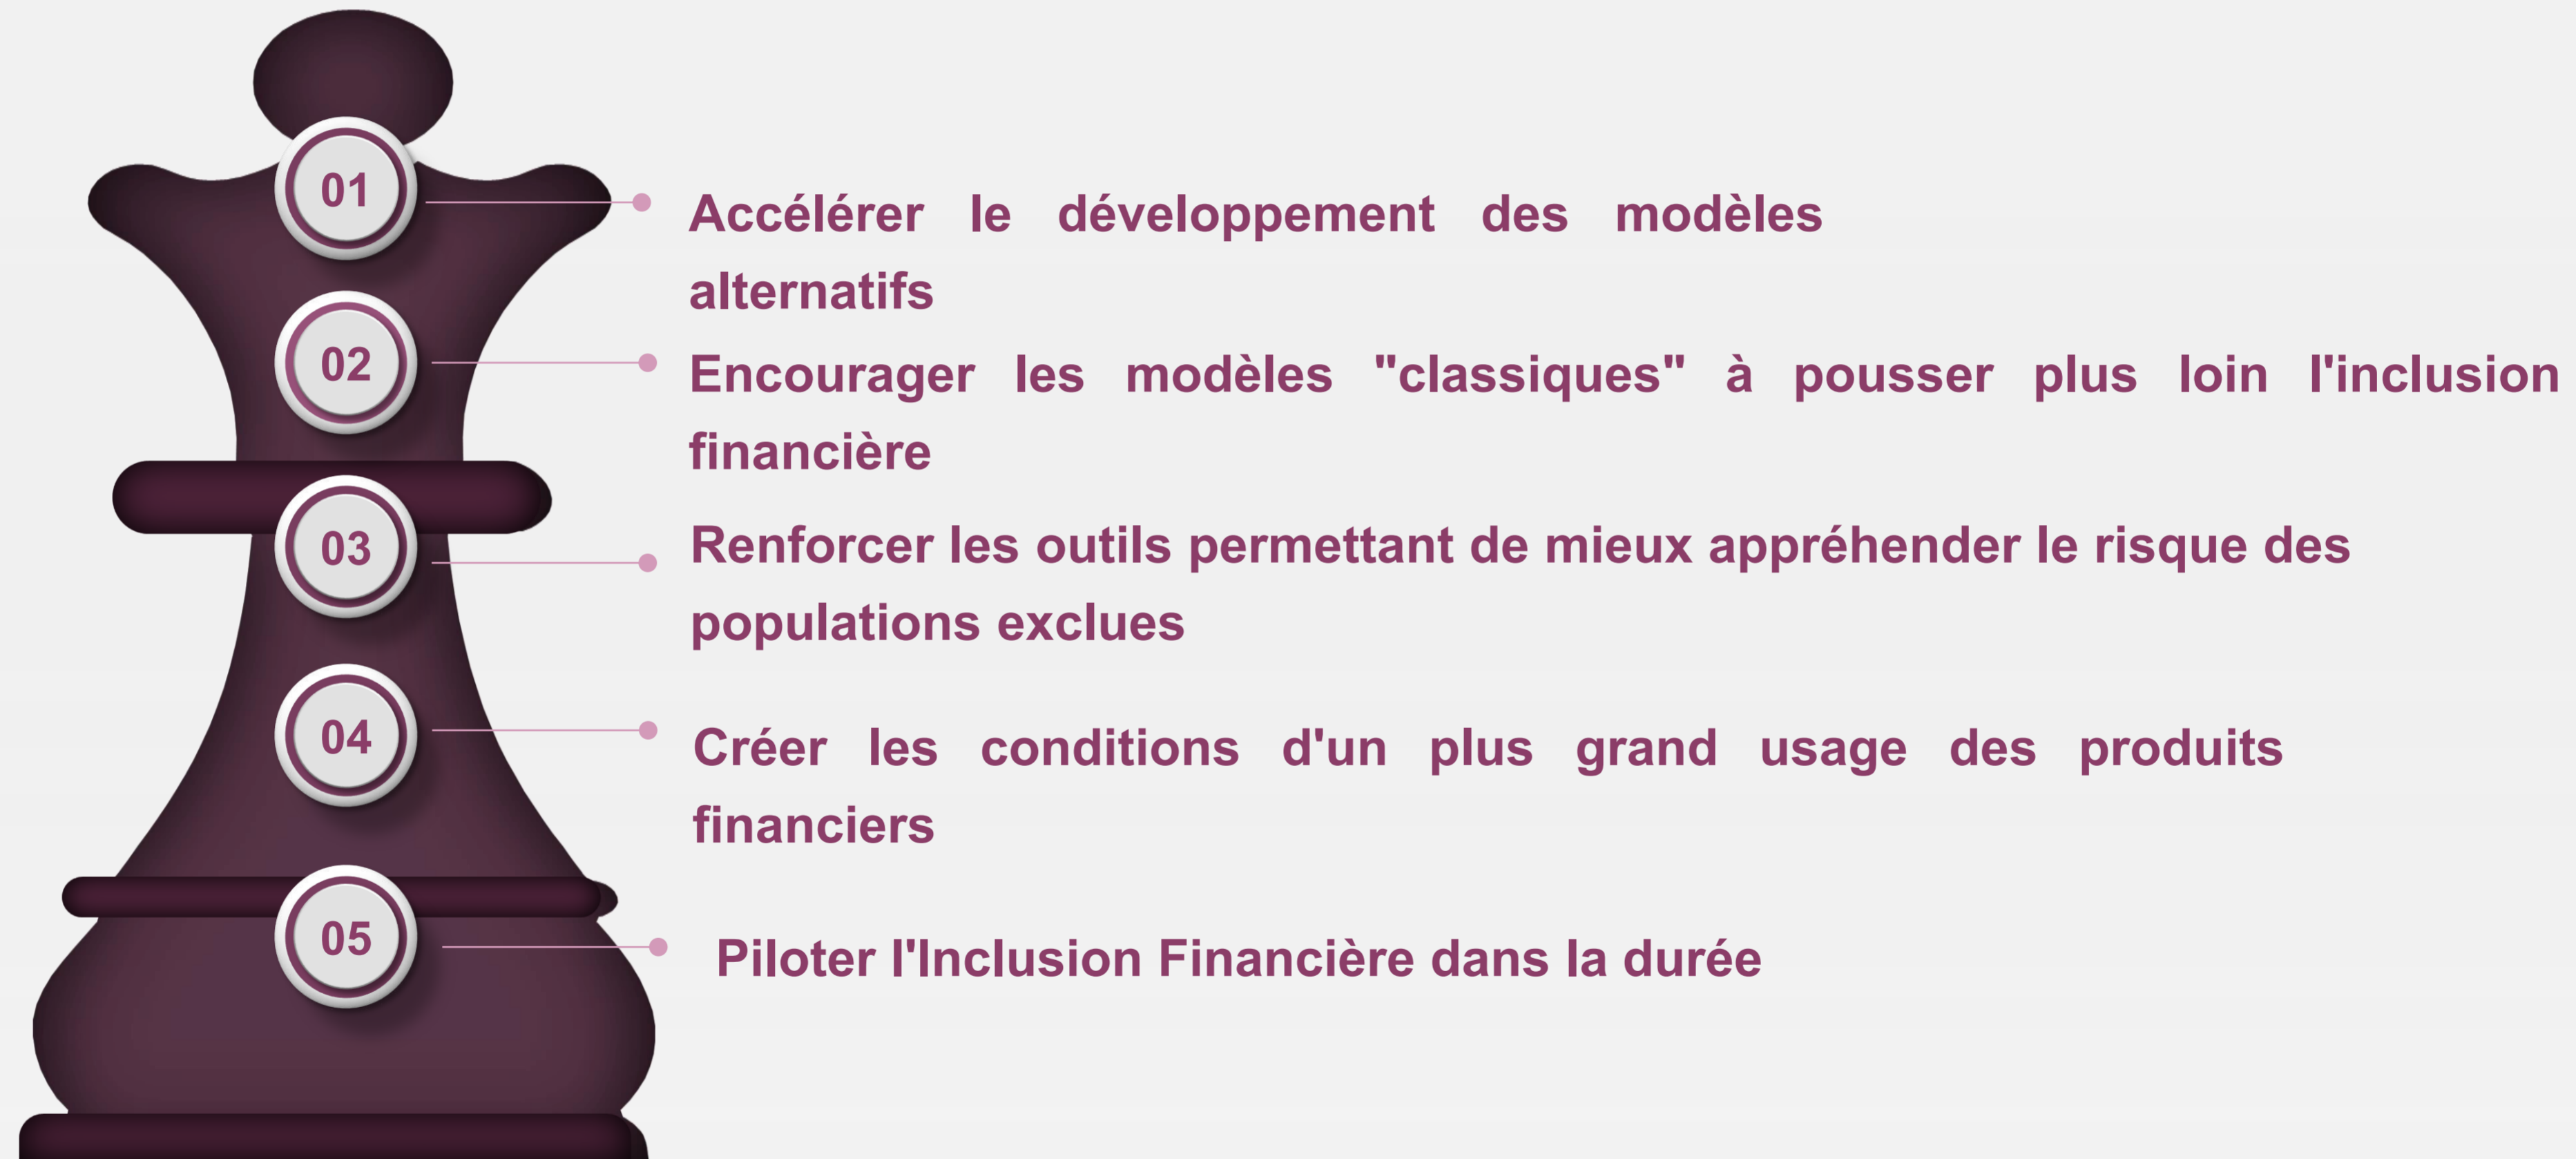 01
Accélérer le développement des modèles
alternatifs
02
Encourager les modèles "classiques" à pousser plus loin l'inclusion
financière
03
Renforcer les outils permettant de mieux appréhender le risque des
populations exclues
04
Créer les conditions d'un plus grand usage des produits
financiers
05
Piloter l'Inclusion Financière dans la durée